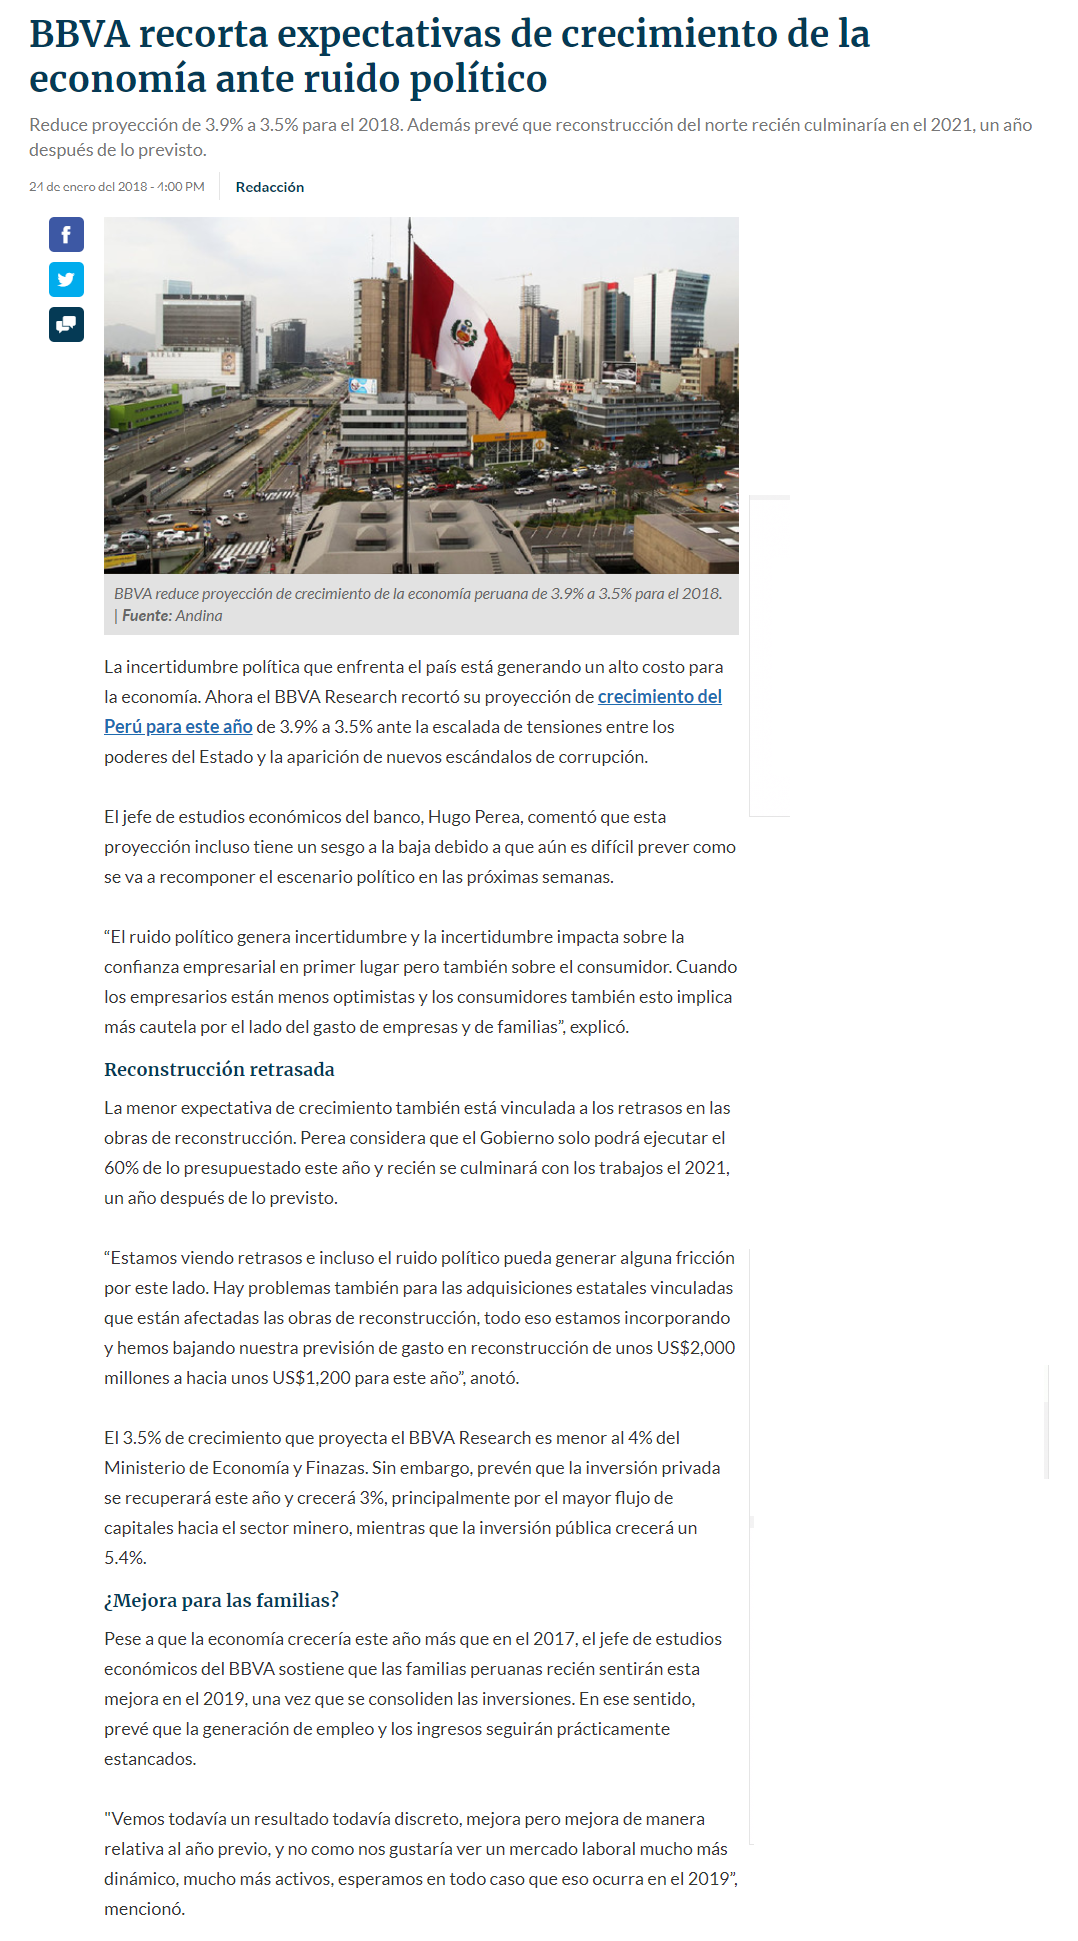 BBVA recorta expectativas de crecimiento de la
economía ante ruido político
Reduce proyección de 3.9% a 3.5% para el 2018. Además prevé que reconstrucción del norte recién culminaría en el 2021, un año
después de lo previsto.
24 de enero del 2018 - 4:00 PM
Redacción
RIPLEY
BBVA reduce proyección de crecimiento de la economía peruana de 3.9% a 3.5% para el 2018.
| Fuente: Andina
La incertidumbre política que enfrenta el país está generando un alto costo para
la economía. Ahora el BBVA Research recortó su proyección de crecimiento del
Perú para este año de 3.9% a 3.5% ante la escalada de tensiones entre los
poderes del Estado y la aparición de nuevos escándalos de corrupción.
El jefe de estudios económicos del banco, Hugo Perea, comentó que esta
proyección incluso tiene un sesgo a la baja debido a que aún es difícil prever como
se va a recomponer el escenario político en las próximas semanas.
“El ruido político genera incertidumbre y la incertidumbre impacta sobre la
confianza empresarial en primer lugar pero también sobre el consumidor. Cuando
los empresarios están menos optimistas y los consumidores también esto implica
más cautela por el lado del gasto de empresas y de familias”, explicó.
Reconstrucción retrasada
La menor expectativa de crecimiento también está vinculada a los retrasos en las
obras de reconstrucción. Perea considera que el Gobierno solo podrá ejecutar el
60% de lo presupuestado este año y recién se culminará con los trabajos el 2021,
un año después de lo previsto.
“Estamos viendo retrasos e incluso el ruido político pueda generar alguna fricción
por este lado. Hay problemas también para las adquisiciones estatales vinculadas
que están afectadas las obras de reconstrucción, todo eso estamos incorporando
y hemos bajando nuestra previsión de gasto en reconstrucción de unos US$2,000
millones a hacia unos US$1,200 para este año”, anotó.
El 3.5% de crecimiento que proyecta el BBVA Research es menor al 4% del
Ministerio de Economía y Finazas. Sin embargo, prevén que la inversión privada
se recuperará este año y crecerá 3%, principalmente por el mayor flujo de
capitales hacia el sector minero, mientras que la inversión pública crecerá un
5.4%.
¿Mejora para las familias?
Pese a que la economía crecería este año más que en el 2017, el jefe de estudios
económicos del BBVA sostiene que las familias peruanas recién sentirán esta
mejora en el 2019, una vez que se consoliden las inversiones. En ese sentido,
prevé que la generación de empleo y los ingresos seguirán prácticamente
estancados.
"Vemos todavía un resultado todavía discreto, mejora pero mejora de manera
relativa al año previo, y no como nos gustaría ver un mercado laboral mucho más
dinámico, mucho más activos, esperamos en todo caso que eso ocurra en el 2019”,
mencionó.